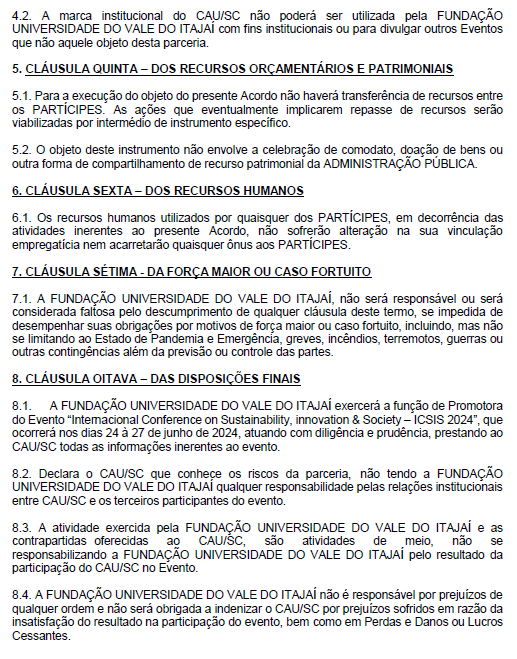 4.2. A marca institucional do CAU/SC não poderá ser utilizada pela FUNDAÇÃO
UNIVERSIDADE DO VALE DO ITAJAÍ com fins institucionais ou para divulgar outros Eventos
que não aquele objeto desta parceria.
5. CLÁUSULA QUINTA – DOS RECURSOS ORÇAMENTÁRIOS E PATRIMONIAIS
5.1. Para a execução do objeto do presente Acordo não haverá transferência de recursos entre
os PARTÍCIPES. As ações que eventualmente implicarem repasse de recursos serão
viabilizadas por intermédio de instrumento específico.
5.2. O objeto deste instrumento não envolve a celebração de comodato, doação de bens ou
outra forma de compartilhamento de recurso patrimonial da ADMINISTRAÇÃO PÚBLICA.
6. CLÁUSULA SEXTA – DOS RECURSOS HUMANOS
6.1. Os recursos humanos utilizados por quaisquer dos PARTÍCIPES, em decorrência das
atividades inerentes ao presente Acordo, não sofrerão alteração na sua vinculação
empregatícia nem acarretarão quaisquer ônus aos PARTÍCIPES.
7. CLÁUSULA SÉTIMA - DA FORÇA MAIOR OU CASO FORTUITO
7.1. A FUNDAÇÃO UNIVERSIDADE DO VALE DO ITAJAÍ, não será responsável ou será
considerada faltosa pelo descumprimento de qualquer cláusula deste termo, se impedida de
desempenhar suas obrigações por motivos de força maior ou caso fortuito, incluindo, mas não
se limitando ao Estado de Pandemia e Emergência, greves, incêndios, terremotos, guerras ou
outras contingências além da previsão ou controle das partes.
8. CLÁUSULA OITAVA – DAS DISPOSIÇÕES FINAIS
8.1. A FUNDAÇÃO UNIVERSIDADE DO VALE DO ITAJAÍ exercerá a função de Promotora
do Evento “Internacional Conference on Sustainability, innovation & Society – ICSIS 2024”, que
ocorrerá nos dias 24 à 27 de junho de 2024, atuando com diligência e prudência, prestando ao
CAU/SC todas as informações inerentes ao evento.
8.2. Declara o CAU/SC que conhece os riscos da parceria, não tendo a FUNDAÇÃO
UNIVERSIDADE DO VALE DO ITAJAÍ qualquer responsabilidade pelas relações institucionais
entre CAU/SC e os terceiros participantes do evento.
8.3. A atividade exercida pela FUNDAÇÃO UNIVERSIDADE DO VALE DO ITAJAÍ e as
contrapartidas oferecidas ao CAU/SC, são atividades de meio, não se
responsabilizando a FUNDAÇÃO UNIVERSIDADE DO VALE DO ITAJAÍ pelo resultado da
participação do CAU/SC no Evento.
8.4. A FUNDAÇÃO UNIVERSIDADE DO VALE DO ITAJAÍ não é responsável por prejuízos de
qualquer ordem e não será obrigada a indenizar o CAU/SC por prejuízos sofridos em razão da
insatisfação do resultado na participação do evento, bem como em Perdas e Danos ou Lucros
Cessantes.